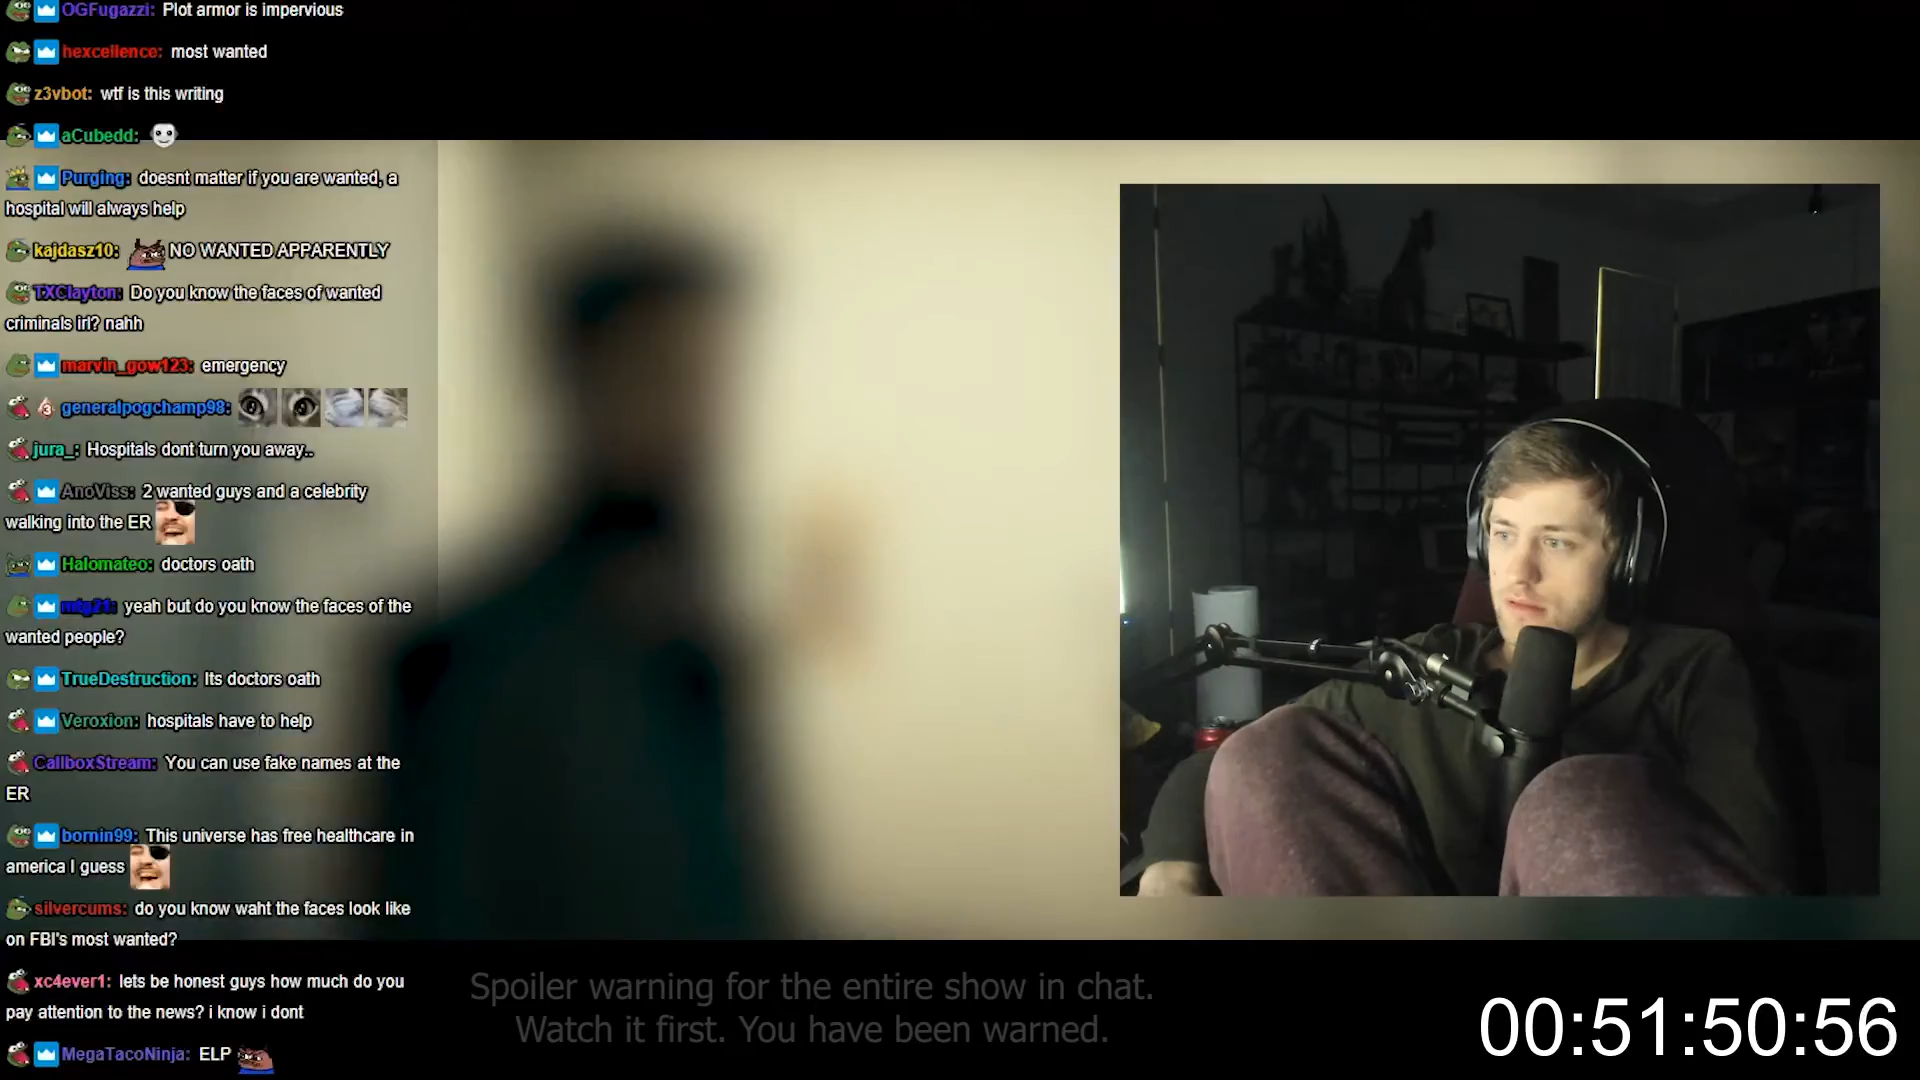 OGFugazzi: Plot armor is impervious
hexcellence: most wanted
z3vbot: wtf is this writing
aCubedd:
Purging: doesnt matter if you are wanted, a
hospital will always help
kajdasz10: NO WANTED APPARENTLY
TXClayton: Do you know the faces of wanted
criminals irl? nahh
marvin_gow123: emergency
generalpogchamp98:
jura_: Hospitals dont turn you away..
AnoViss: 2 wanted guys and a celebrity
walking into the ER
Halomateo: doctors oath
yeah but do you know the faces of the
wanted people?
TrueDestruction: Its doctors oath
Veroxion: hospitals have to help
CallboxStream: You can use fake names at the
ER
bornin99: This universe has free healthcare in
america I guess
silvercums: do you know waht the faces look like
on FBI's most wanted?
xc4ever1: lets be honest guys how much do you
pay attention to the news? i know i dont
MegaTacoNinja: ELP
Spoiler warning for the entire show in chat.
Watch it first. You have been warned.
00:51:50:56